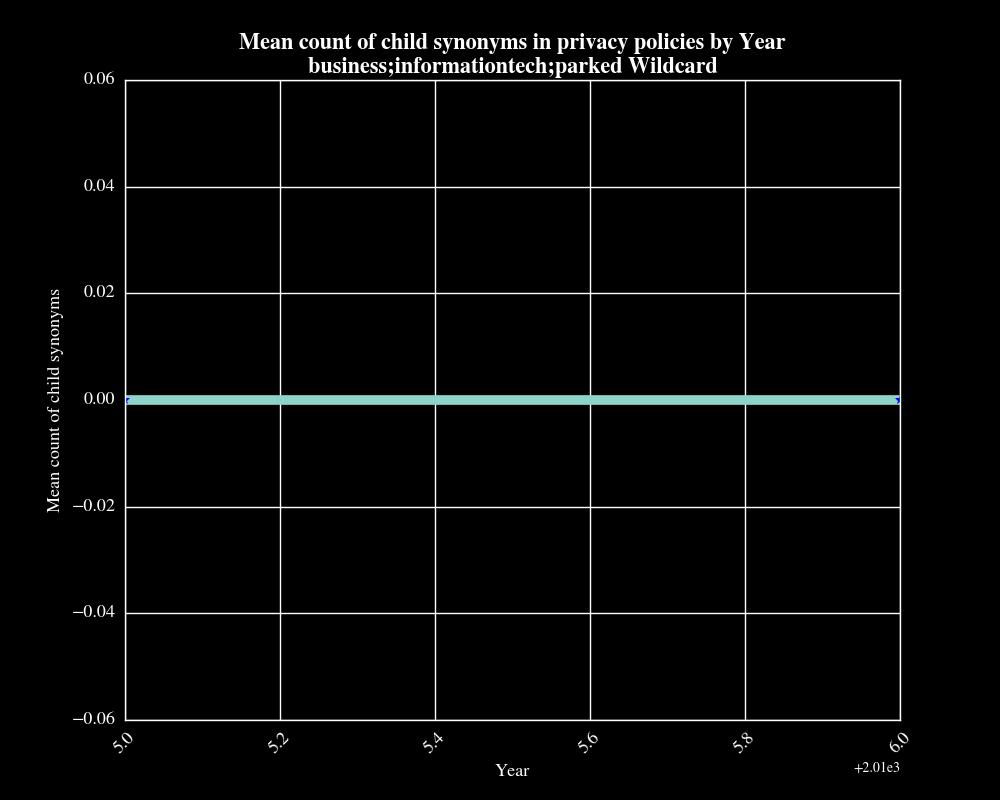 Mean count of child synonyms in privacy policies by Year
business;informationtech;parked Wildcard
0.06
0.04
0.02
0.00
−0.02
−0.04
−0.06
Mean count of child synonyms
5.0
5.2
5.4
5.6
5.8
6.0
Year
+2.01e3